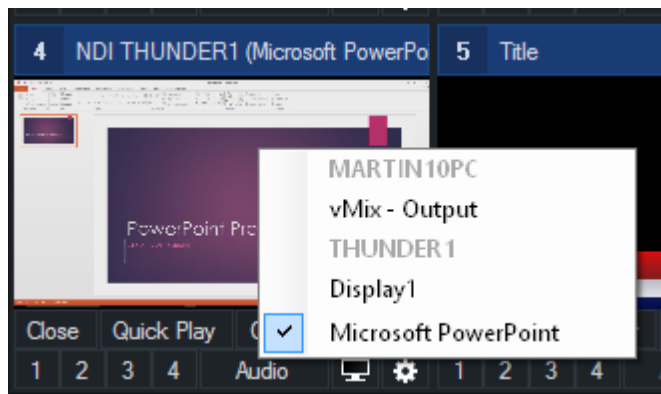 4 NDI THUNDER1 (Microsoft PowerPo
5 Title
PowerPoint Pre
MARTIN10PC
vMix - Output
THUNDER1
Display1
Microsoft PowerPoint
Close Quick Play
1 2 3 4 Audio
1 2 3 4